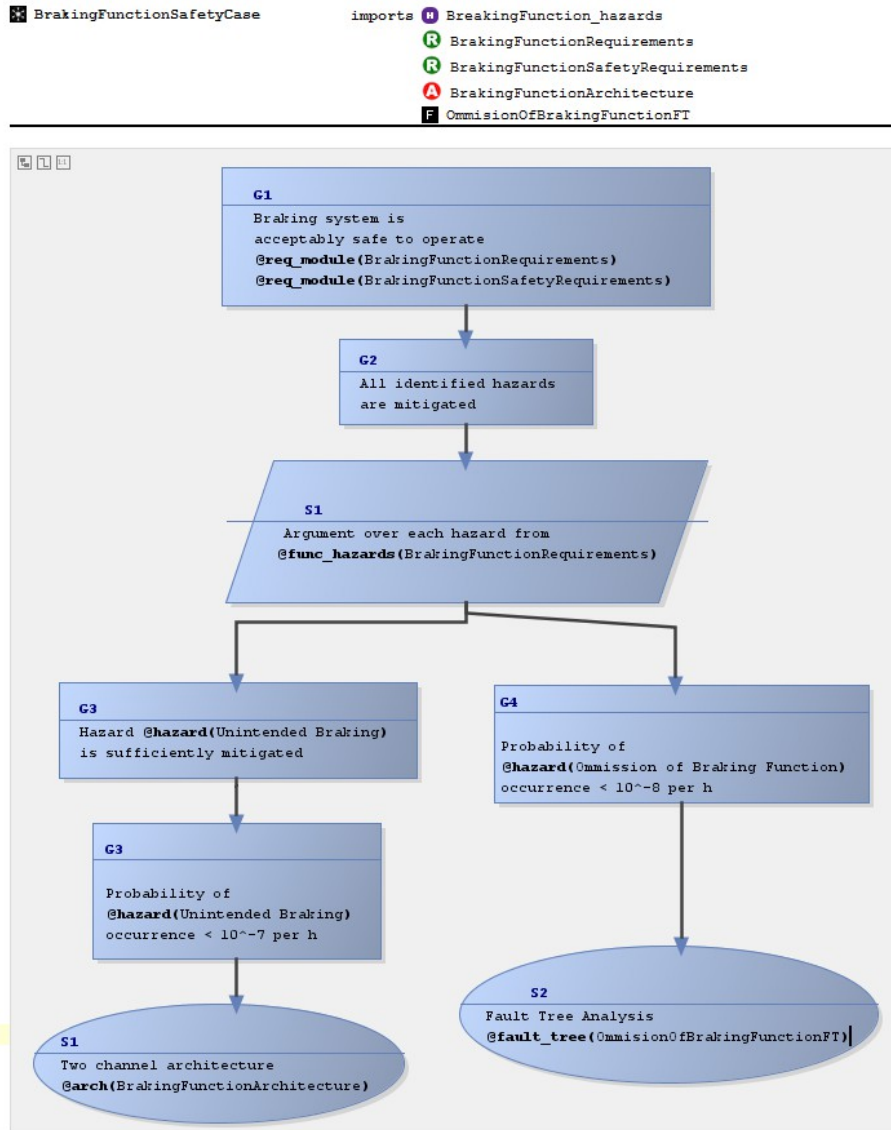 BrakingFunctionSafetyCase imports BreakingFunction_hazards
BrakingFunctionRequirements
BrakingFunctionSafetyRequirements
BrakingFunctionArchitecture
OmmisionOfBrakingFunctionFT
G1
Braking system is
acceptably safe to operate
@req_module(BrakingFunctionRequirements)
@req_module(BrakingFunctionSafetyRequirements)
G2
All identified hazards
are mitigated
S1
Argument over each hazard from
@func_hazards(BrakingFunctionRequirements)
G3
Hazard @hazard(Unintended Braking)
is sufficiently mitigated
G4
Probability of
@hazard(Ommission of Braking Function)
occurrence < 10^-8 per h
G3
Probability of
@hazard(Unintended Braking)
occurrence < 10^-7 per h
S2
Fault Tree Analysis
@fault_tree(OmmisionOfBrakingFunctionFT)
S1
Two channel architecture
@arch(BrakingFunctionArchitecture)